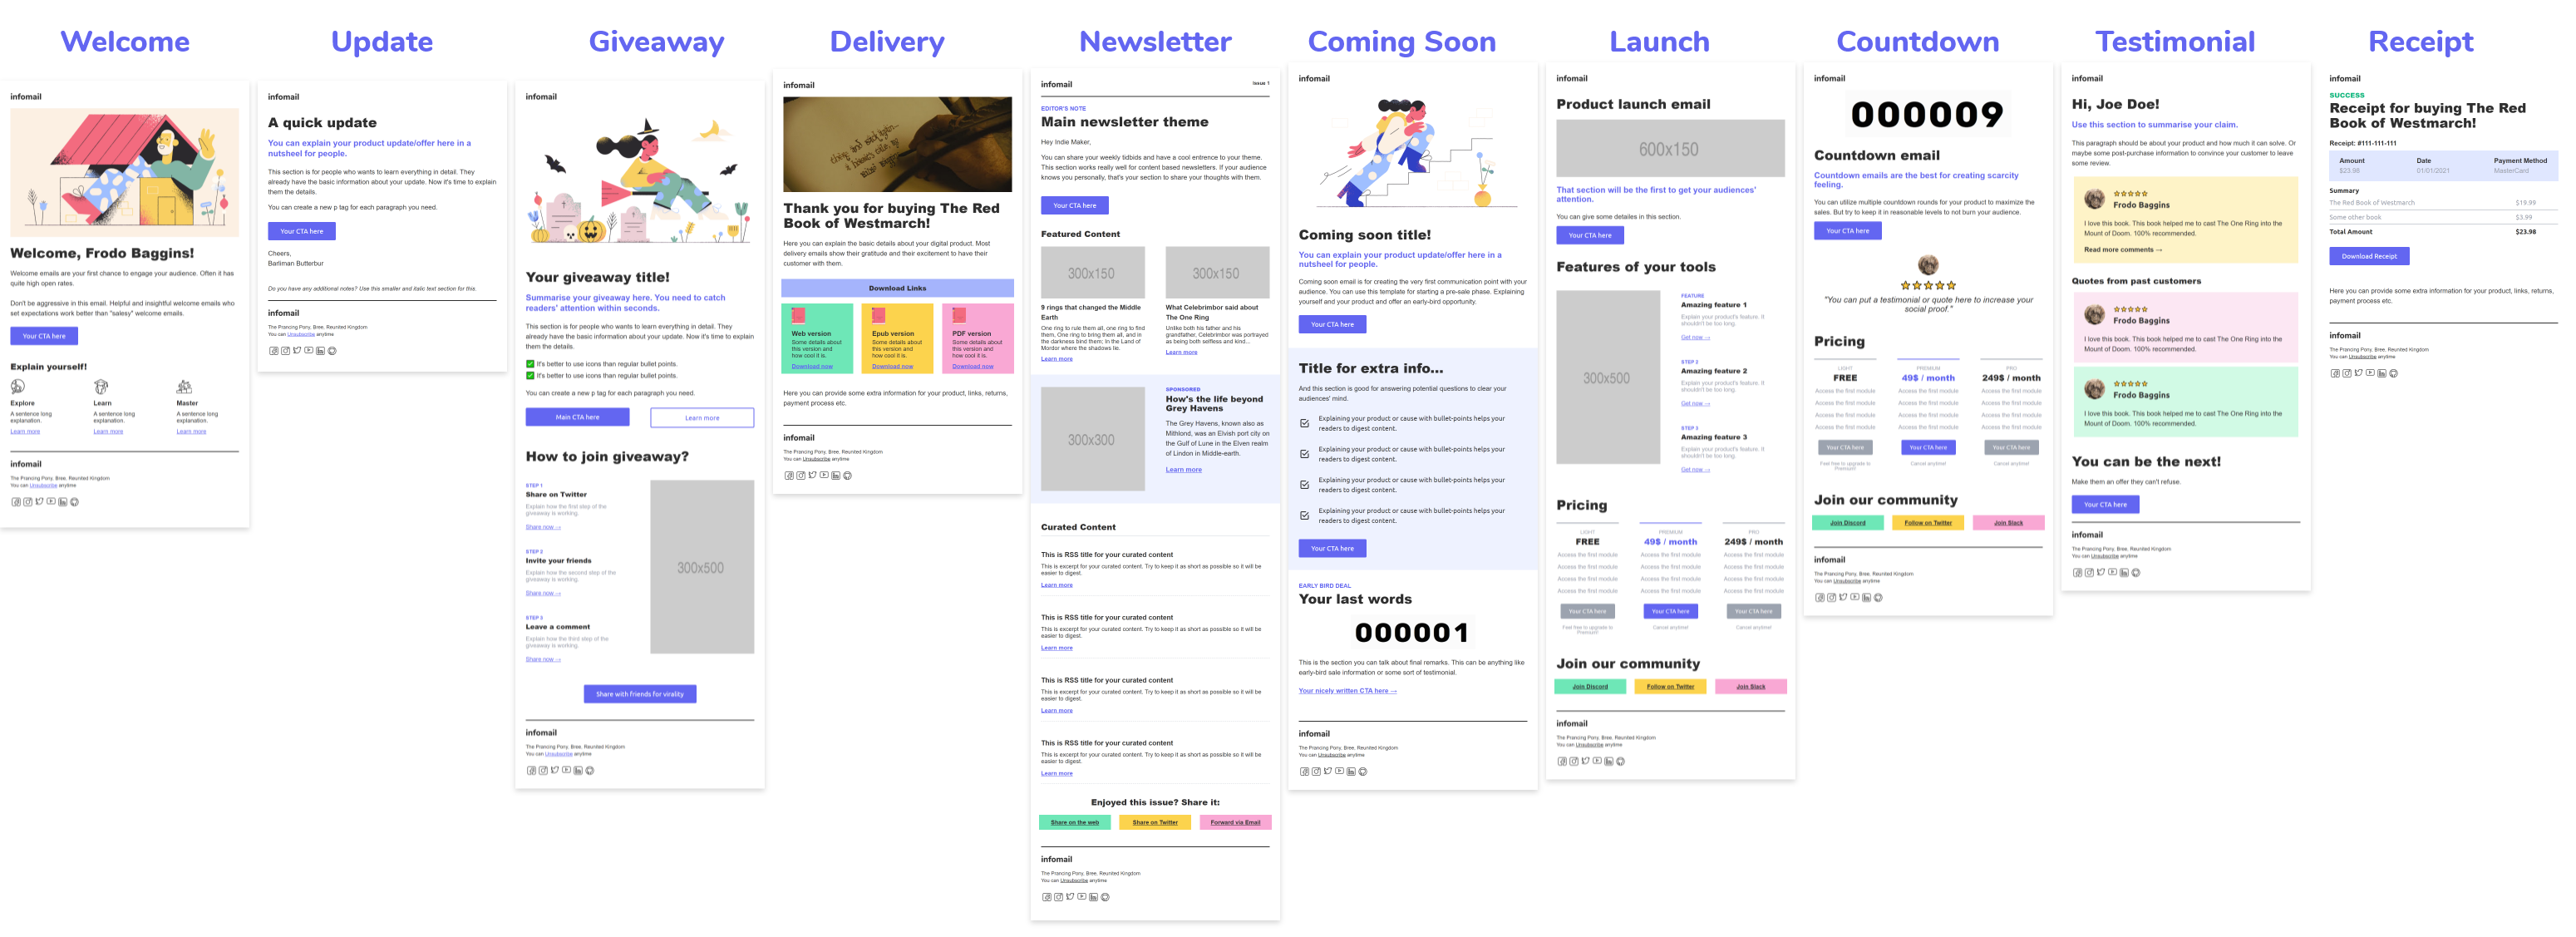 Welcome
infomail
Welcome, Frodo Baggins!
Welcome emails are your first chance to engage your audience. Often it has
quite high open rates.
Don't be aggressive in this email. Helpful and insightful welcome emails who
set expectations work better than "salesy" welcome emails.
Your CTA here
Explain yourself!
Explore
A sentence long
explanation.
Learn more
Learn
A sentence long
explanation.
Learn more
Master
A sentence long
explanation.
Learn more
infomail
The Prancing Pony, Bree, Reunited Kingdom
You can Unsubscribe anytime
Update
infomail
A quick update
You can explain your product update/offer here in a
nutsheel for people.
This section is for people who wants to learn everything in detail. They
already have the basic information about your update. Now it's time to explain
them the details.
You can create a new p tag for each paragraph you need.
Your CTA here
Cheers,
Barliman Butterbur
Do you have any additional notes? Use this smaller and italic text section for this.
infomail
The Prancing Pony, Bree, Reunited Kingdom
You can Unsubscribe anytime
Giveaway
infomail
Your giveaway title!
Summarise your giveaway here. You need to catch
readers' attention within seconds.
This section is for people who wants to learn everything in detail. They
already have the basic information about your update. Now it's time to explain
them the details.
It's better to use icons than regular bullet points.
It's better to use icons than regular bullet points.
You can create a new p tag for each paragraph you need.
Main CTA here
Learn more
How to join giveaway?
STEP 1
Share on Twitter
Explain how the first step of the
giveaway is working.
Share now →
STEP 2
Invite your friends
Explain how the second step of the
giveaway is working.
Share now →
STEP 3
Leave a comment
Explain how the third step of the
giveaway is working.
Share now →
300x500
Share with friends for virality
infomail
The Prancing Pony, Bree, Reunited Kingdom
You can Unsubscribe anytime
Delivery
infomail
Thank you for buying The Red
Book of Westmarch!
Here you can explain the basic details about your digital product. Most
delivery emails show their gratitude and their excitement to have their
customer with them.
Download Links
Web version
Some details about
this version and
how cool it is.
Download now
Epub version
Some details about
this version and
how cool it is.
Download now
PDF version
Some details about
this version and
how cool it is.
Download now
Here you can provide some extra information for your product, links, returns,
payment process etc.
infomail
The Prancing Pony, Bree, Reunited Kingdom
You can Unsubscribe anytime
Newsletter
infomail
Issue 1
EDITOR'S NOTE
Main newsletter theme
Hey Indie Maker,
You can share your weekly tidbids and have a cool entrence to your theme.
This section works really well for content based newsletters. If your audience
knows you personally, that's your section to share your thoughts with them.
Your CTA here
Featured Content
300x150
9 rings that changed the Middle
Earth
One ring to rule them all, one ring to find
them, One ring to bring them all, and in
the darkness bind them; In the Land of
Mordor where the shadows lie.
Learn more
300x150
What Celebrimbor said about
The One Ring
Unlike both his father and his
grandfather, Celebrimbor was portrayed
as being both selfless and kind...
Learn more
300x300
SPONSORED
How's the life beyond
Grey Havens
The Grey Havens, known also as
Mithlond, was an Elvish port city on
the Gulf of Lune in the Elven realm
of Lindon in Middle-earth.
Learn more
Curated Content
This is RSS title for your curated content
This is excerpt for your curated content. Try to keep it as short as possible so it will be
easier to digest.
Learn more
This is RSS title for your curated content
This is excerpt for your curated content. Try to keep it as short as possible so it will be
easier to digest.
Learn more
This is RSS title for your curated content
This is excerpt for your curated content. Try to keep it as short as possible so it will be
easier to digest.
Learn more
This is RSS title for your curated content
This is excerpt for your curated content. Try to keep it as short as possible so it will be
easier to digest.
Learn more
Enjoyed this issue? Share it:
Share on the web
Share on Twitter
Forward via Email
infomail
The Prancing Pony, Bree, Reunited Kingdom
You can Unsubscribe anytime
Coming Soon
infomail
Coming soon title!
You can explain your product update/offer here in a
nutsheel for people.
Coming soon email is for creating the very first communication point with your
audience. You can use this template for starting a pre-sale phase. Explaining
yourself and your product and offer an early-bird opportunity.
Your CTA here
Title for extra info...
And this section is good for answering potential questions to clear your
audiences' mind.
Explaining your product or cause with bullet-points helps your
readers to digest content.
Explaining your product or cause with bullet-points helps your
readers to digest content.
Explaining your product or cause with bullet-points helps your
readers to digest content.
Explaining your product or cause with bullet-points helps your
readers to digest content.
Your CTA here
EARLY BIRD DEAL
Your last words
000001
This is the section you can talk about final remarks. This can be anything like
early-bird sale information or some sort of testimonial.
Your nicely written CTA here →
infomail
The Prancing Pony, Bree, Reunited Kingdom
You can Unsubscribe anytime
Launch
infomail
Product launch email
600x150
That section will be the first to get your audiences'
attention.
You can give some detailes in this section.
Your CTA here
Features of your tools
300x500
FEATURE
Amazing feature 1
Explain your product's feature. It
shouldn't be too long.
Get now →
STEP 2
Amazing feature 2
Explain your product's feature. It
shouldn't be too long.
Get now →
STEP 3
Amazing feature 3
Explain your product's feature. It
shouldn't be too long.
Get now →
Pricing
LIGHT
FREE
Access the first module
Access the first module
Access the first module
Access the first module
Your CTA here
Feel free to upgrade to
Premium!
PREMIUM
49$ / month
Access the first module
Access the first module
Access the first module
Access the first module
Your CTA here
Cancel anytime!
PRO
249$ / month
Access the first module
Access the first module
Access the first module
Access the first module
Your CTA here
Cancel anytime!
Join our community
Join Discord
Follow on Twitter
Join Slack
infomail
The Prancing Pony, Bree, Reunited Kingdom
You can Unsubscribe anytime
Countdown
infomail
000009
Countdown email
Countdown emails are the best for creating scarcity
feeling.
You can utilize multiple countdown rounds for your product to maximize the
sales. But try to keep it in reasonable levels to not burn your audience.
Your CTA here
"You can put a testimonial or quote here to increase your
social proof."
Pricing
LIGHT
FREE
Access the first module
Access the first module
Access the first module
Access the first module
Your CTA here
Feel free to upgrade to
Premium!
PREMIUM
49$ / month
Access the first module
Access the first module
Access the first module
Access the first module
Your CTA here
Cancel anytime!
PRO
249$ / month
Access the first module
Access the first module
Access the first module
Access the first module
Your CTA here
Cancel anytime!
Join our community
Join Discord
Follow on Twitter
Join Slack
infomail
The Prancing Pony, Bree, Reunited Kingdom
You can Unsubscribe anytime
Testimonial
infomail
Hi, Joe Doe!
Use this section to summarise your claim.
This paragraph should be about your product and how much it can solve. Or
maybe some post-purchase information to convince your customer to leave
some review.
Frodo Baggins
I love this book. This book helped me to cast The One Ring into the
Mount of Doom. 100% recommended.
Read more comments →
Quotes from past customers
Frodo Baggins
I love this book. This book helped me to cast The One Ring into the
Mount of Doom. 100% recommended.
Frodo Baggins
I love this book. This book helped me to cast The One Ring into the
Mount of Doom. 100% recommended.
You can be the next!
Make them an offer they can't refuse.
Your CTA here
infomail
The Prancing Pony, Bree, Reunited Kingdom
You can Unsubscribe anytime
Receipt
infomail
SUCCESS
Receipt for buying The Red
Book of Westmarch!
Receipt: #111-111-111
Amount Date Payment Method
$23.98 01/01/2021 MasterCard
Summary
The Red Book of Westmarch $19.99
Some other book $3.99
Total Amount $23.98
Download Receipt
Here you can provide some extra information for your product, links, returns,
payment process etc.
infomail
The Prancing Pony, Bree, Reunited Kingdom
You can Unsubscribe anytime